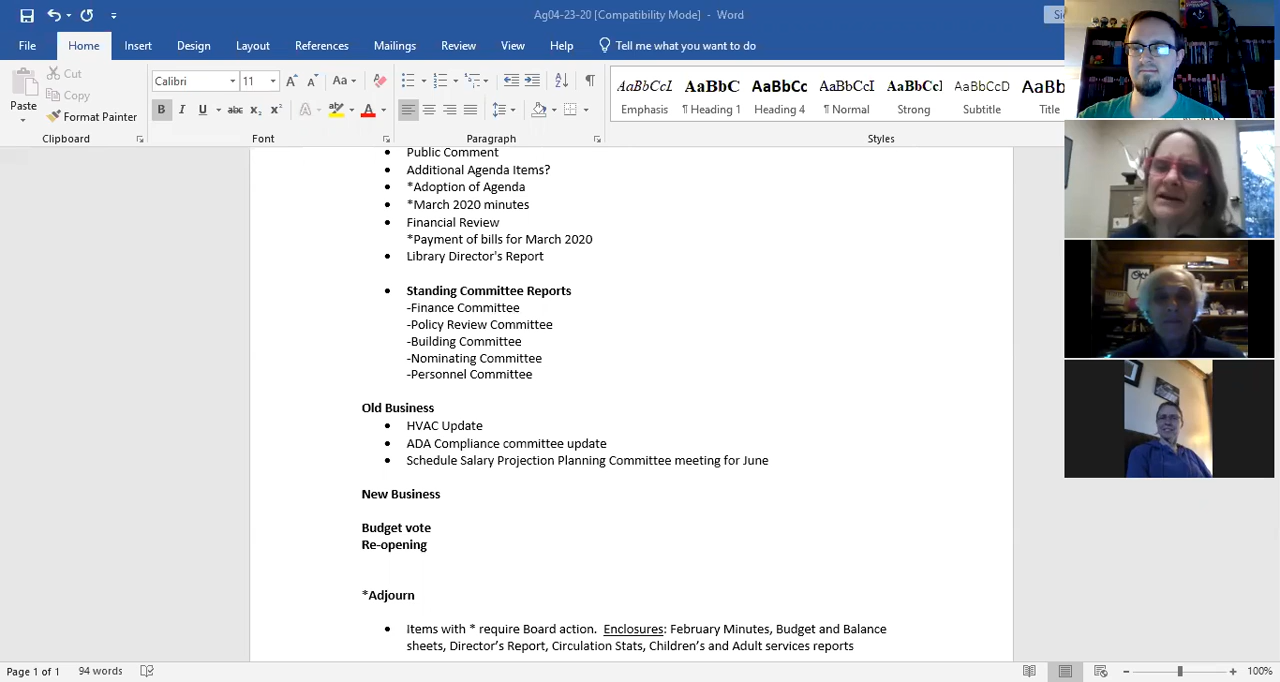 Ag04-23-20 [Compatibility Mode] - Word
File Home Insert Design Layout References Mailings Review View Help Tell me what you want to do
Paste
Cut
Copy
Format Painter
Clipboard
Calibri 11
Font
Paragraph
AaBbCcI AaBbC AaBbCc AaBbCcI AaBbCcI AaBbCcD AaB
Emphasis ¶ Heading 1 Heading 4 ¶ Normal Strong Subtitle Title
Styles
• Public Comment
• Additional Agenda Items?
• *Adoption of Agenda
• *March 2020 minutes
• Financial Review
*Payment of bills for March 2020
• Library Director's Report
• Standing Committee Reports
-Finance Committee
-Policy Review Committee
-Building Committee
-Nominating Committee
-Personnel Committee
Old Business
• HVAC Update
• ADA Compliance committee update
• Schedule Salary Projection Planning Committee meeting for June
New Business
Budget vote
Re-opening
*Adjourn
• Items with * require Board action. Enclosures: February Minutes, Budget and Balance
sheets, Director's Report, Circulation Stats, Children's and Adult services reports
Page 1 of 1 94 words 100%